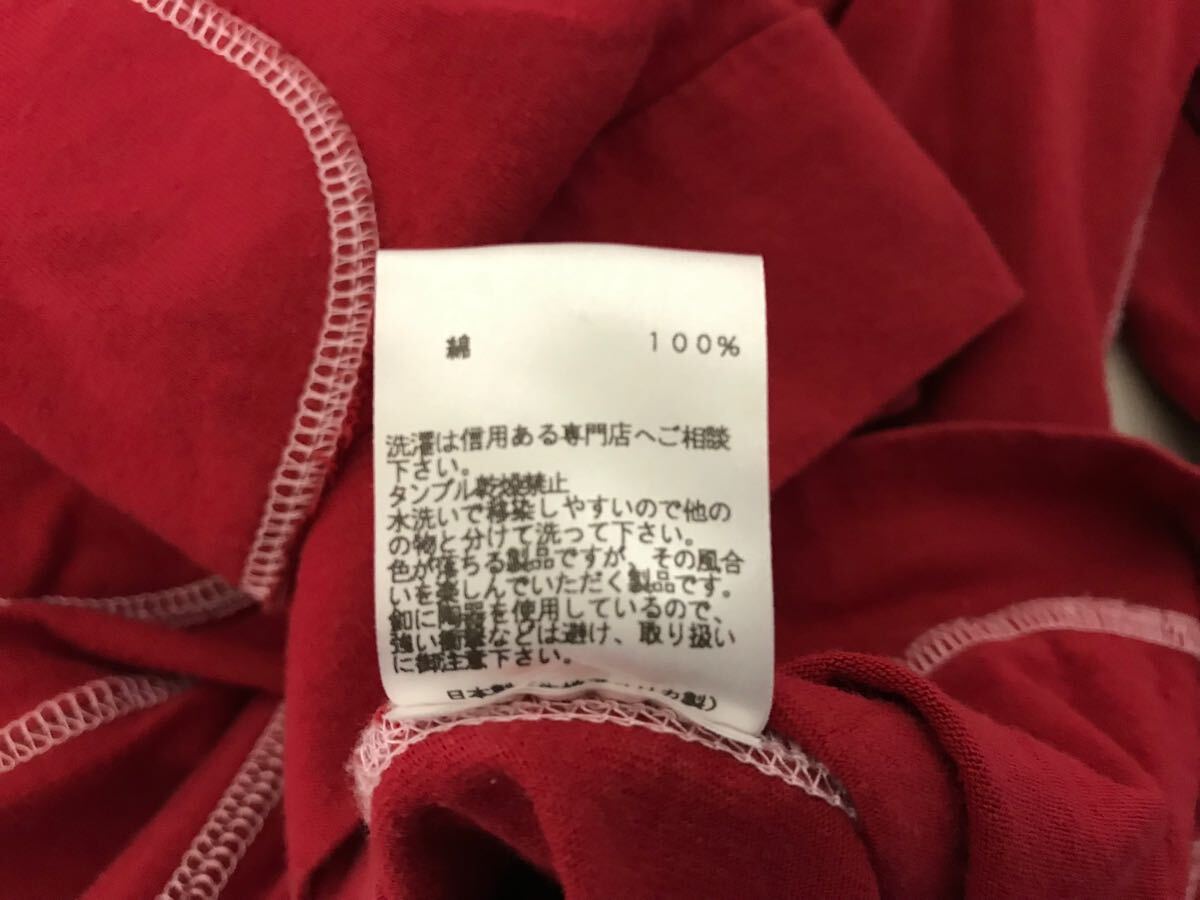 綿 100%
洗濯は信用ある専門店へご相談
下さい。
タンブル乾燥禁止
水洗いで移染しやすいので他の
の物と分けて洗って下さい。
色が落ちる製品ですが、その風合
いを楽しんでいただく製品です。
釦に陶器を使用しているので、
強い衝撃などは避け、取り扱い
に御注意下さい。
日本製 カ製)